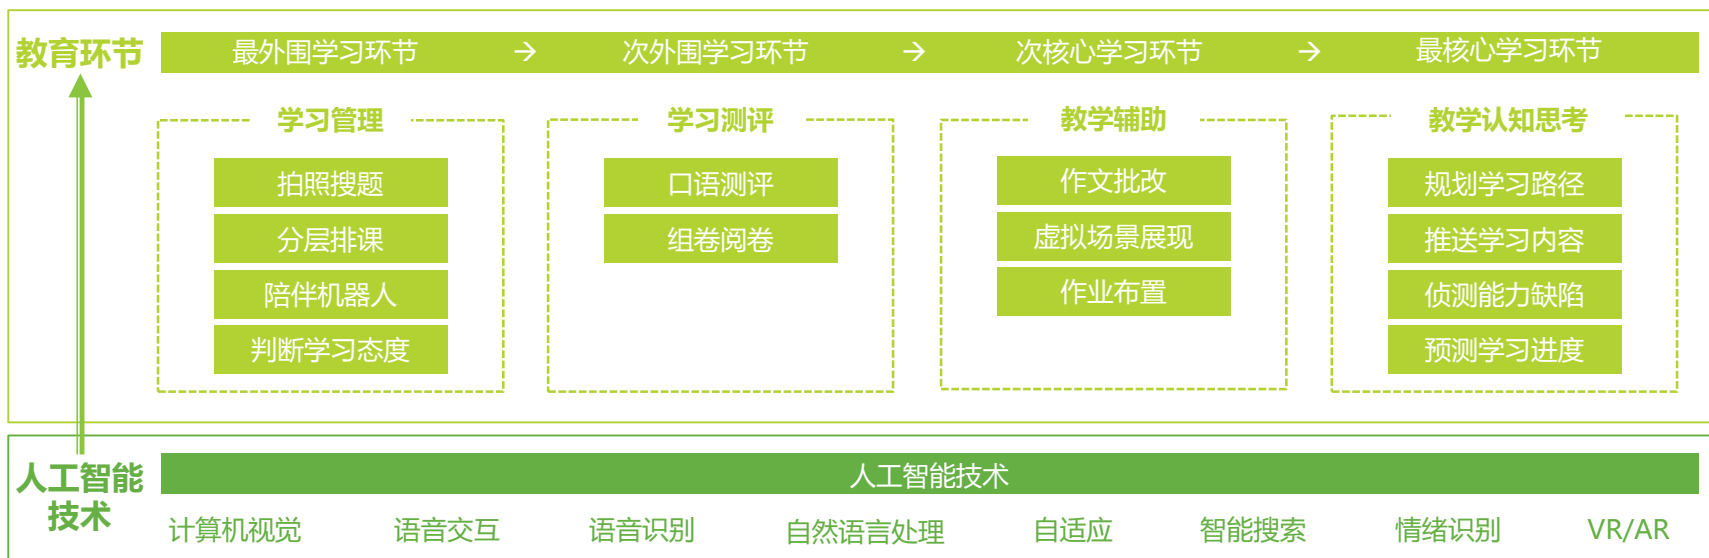 教育环节
最外围学习环节 → 次外围学习环节 → 次核心学习环节 → 最核心学习环节
学习管理
拍照搜题
分层排课
陪伴机器人
判断学习态度
学习测评
口语测评
组卷阅卷
教学辅助
作文批改
虚拟场景展现
作业布置
教学认知思考
规划学习路径
推送学习内容
侦测能力缺陷
预测学习进度
人工智能
技术
人工智能技术
计算机视觉 语音交互 语音识别 自然语言处理 自适应 智能搜索 情绪识别 VR/AR